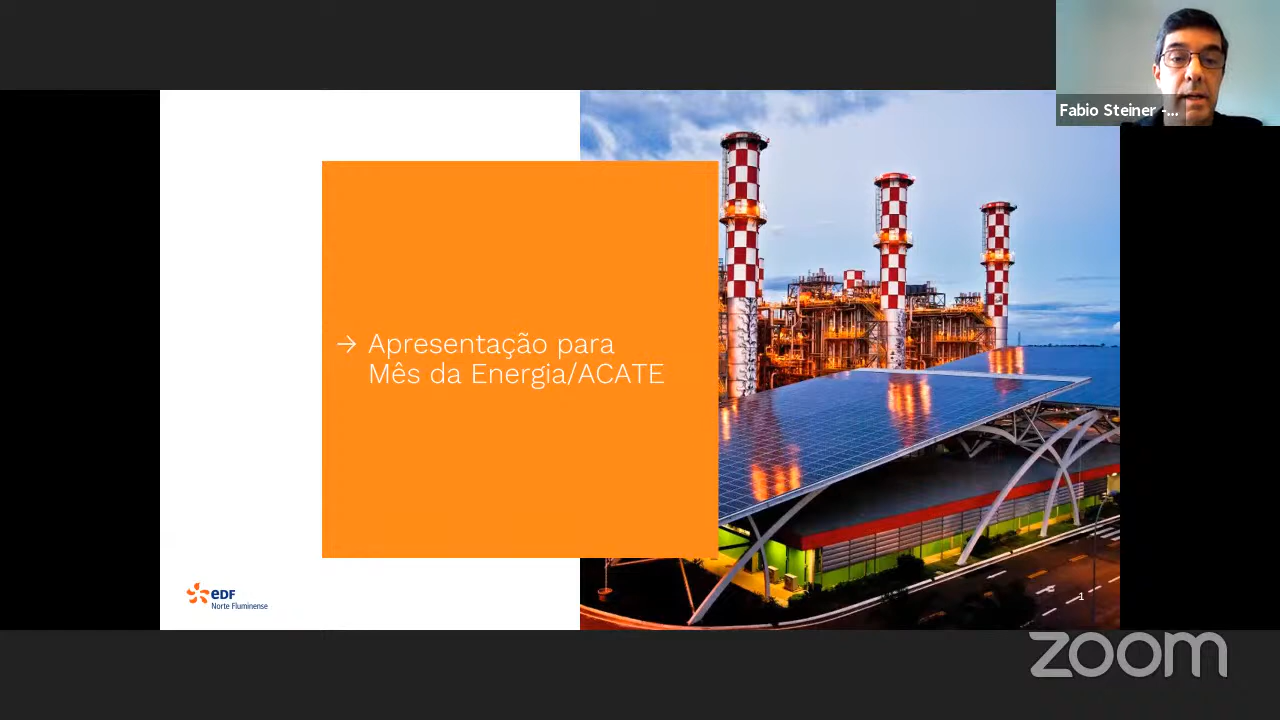 Fabio Steiner -...
→ Apresentação para
Mês da Energia/ACATE
eDF
Norte Fluminense
1
zoom